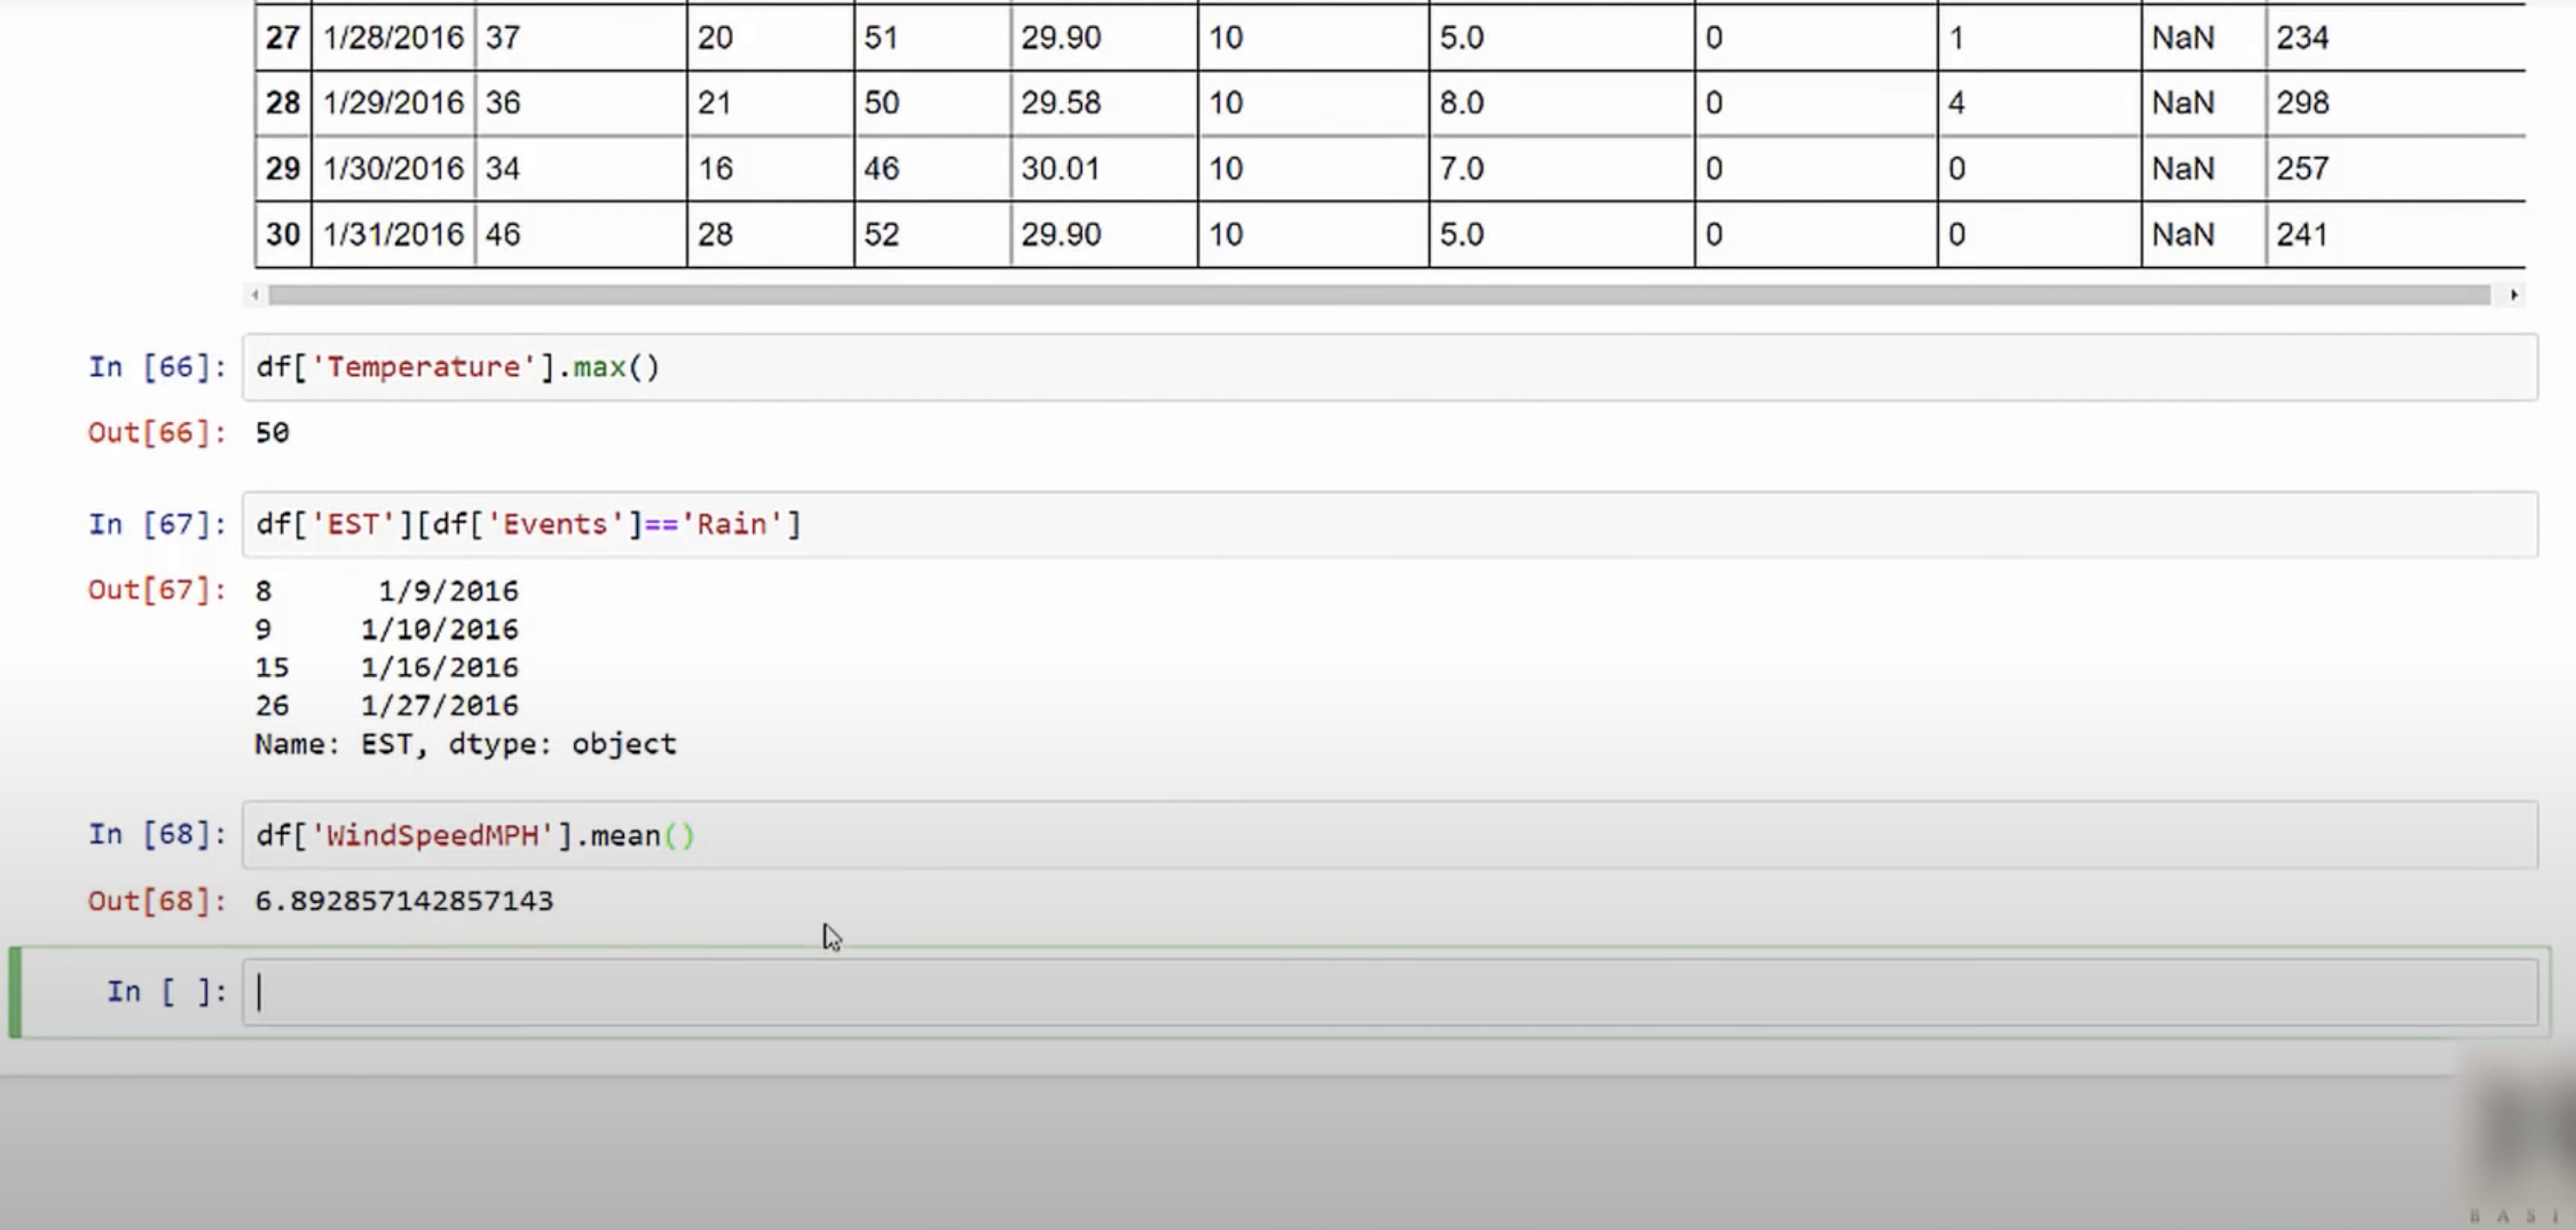 27 1/28/2016 37 20 51 29.90 10 5.0 0 1 NaN 234
28 1/29/2016 36 21 50 29.58 10 8.0 0 4 NaN 298
29 1/30/2016 34 16 46 30.01 10 7.0 0 0 NaN 257
30 1/31/2016 46 28 52 29.90 10 5.0 0 0 NaN 241
In [66]: df['Temperature'].max()
Out[66]: 50
In [67]: df['EST'][df['Events']=='Rain']
Out[67]: 8 1/9/2016
9 1/10/2016
15 1/16/2016
26 1/27/2016
Name: EST, dtype: object
In [68]: df['WindSpeedMPH'].mean()
Out[68]: 6.892857142857143
In [ ]:
B A S I